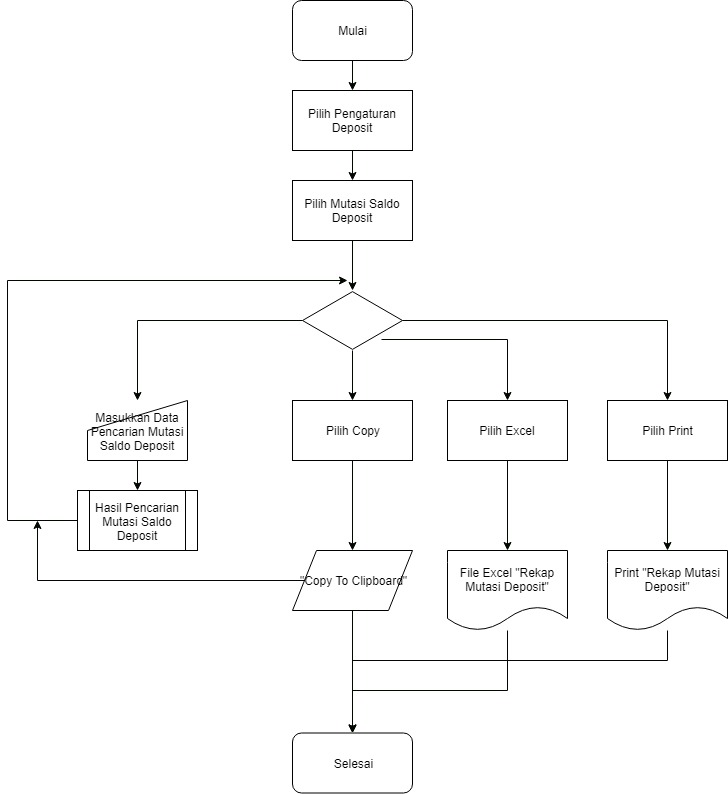 Mulai
Pilih Pengaturan
Deposit
Pilih Mutasi Saldo
Deposit
Masukkan Data
Pencarian Mutasi
Saldo Deposit
Pilih Copy
Pilih Excel
Pilih Print
Hasil Pencarian
Mutasi Saldo
Deposit
"Copy To Clipboard"
File Excel "Rekap
Mutasi Deposit"
Print "Rekap Mutasi
Deposit"
Selesai